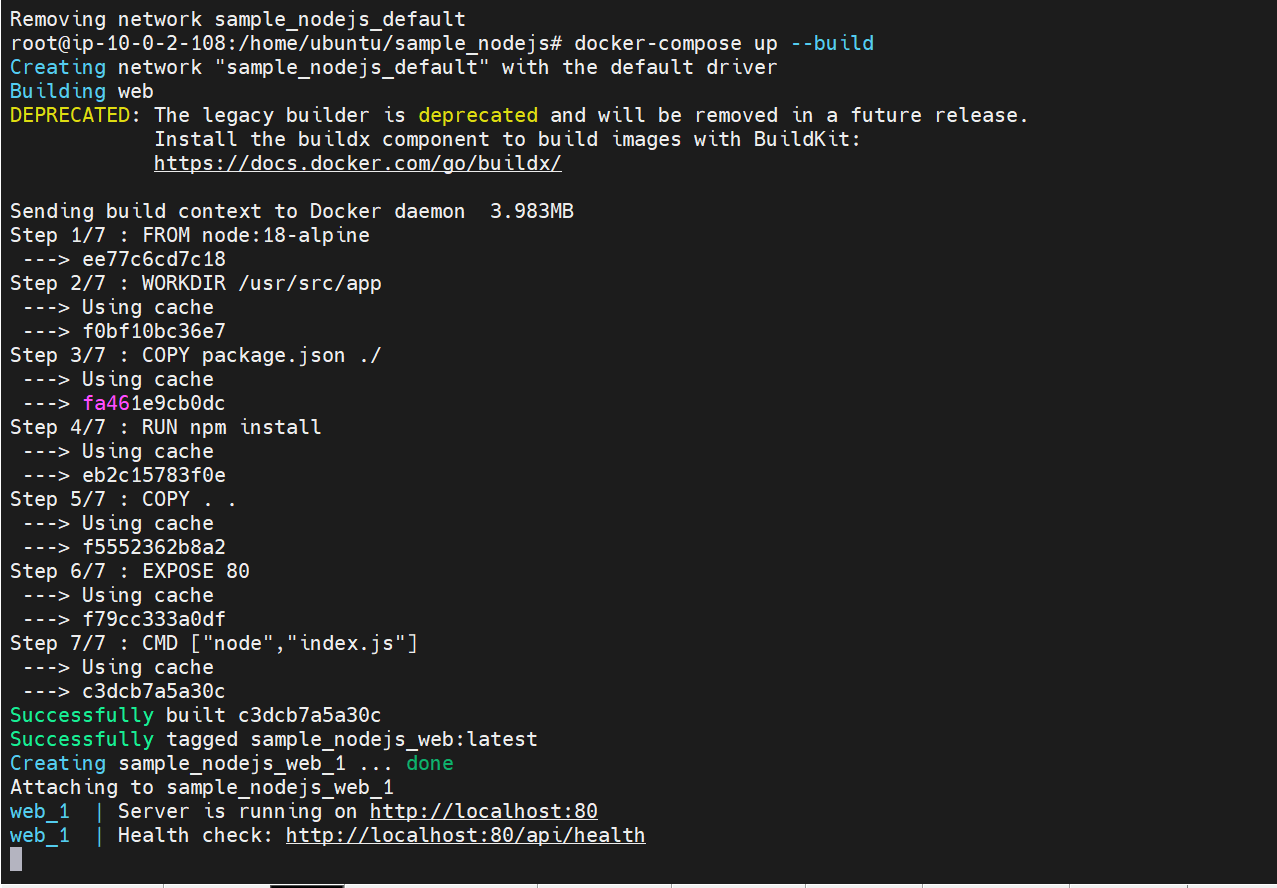 Removing network sample_nodejs_default
root@ip-10-0-2-108:/home/ubuntu/sample_nodejs# docker-compose up --build
Creating network "sample_nodejs_default" with the default driver
Building web
DEPRECATED: The legacy builder is deprecated and will be removed in a future release.
            Install the buildx component to build images with BuildKit:
            https://docs.docker.com/go/buildx/

Sending build context to Docker daemon  3.983MB
Step 1/7 : FROM node:18-alpine
 ---> ee77c6cd7c18
Step 2/7 : WORKDIR /usr/src/app
 ---> Using cache
 ---> f0bf10bc36e7
Step 3/7 : COPY package.json ./
 ---> Using cache
 ---> fa461e9cb0dc
Step 4/7 : RUN npm install
 ---> Using cache
 ---> eb2c15783f0e
Step 5/7 : COPY . .
 ---> Using cache
 ---> f5552362b8a2
Step 6/7 : EXPOSE 80
 ---> Using cache
 ---> f79cc333a0df
Step 7/7 : CMD ["node","index.js"]
 ---> Using cache
 ---> c3dcb7a5a30c
Successfully built c3dcb7a5a30c
Successfully tagged sample_nodejs_web:latest
Creating sample_nodejs_web_1 ... done
Attaching to sample_nodejs_web_1
web_1  | Server is running on http://localhost:80
web_1  | Health check: http://localhost:80/api/health